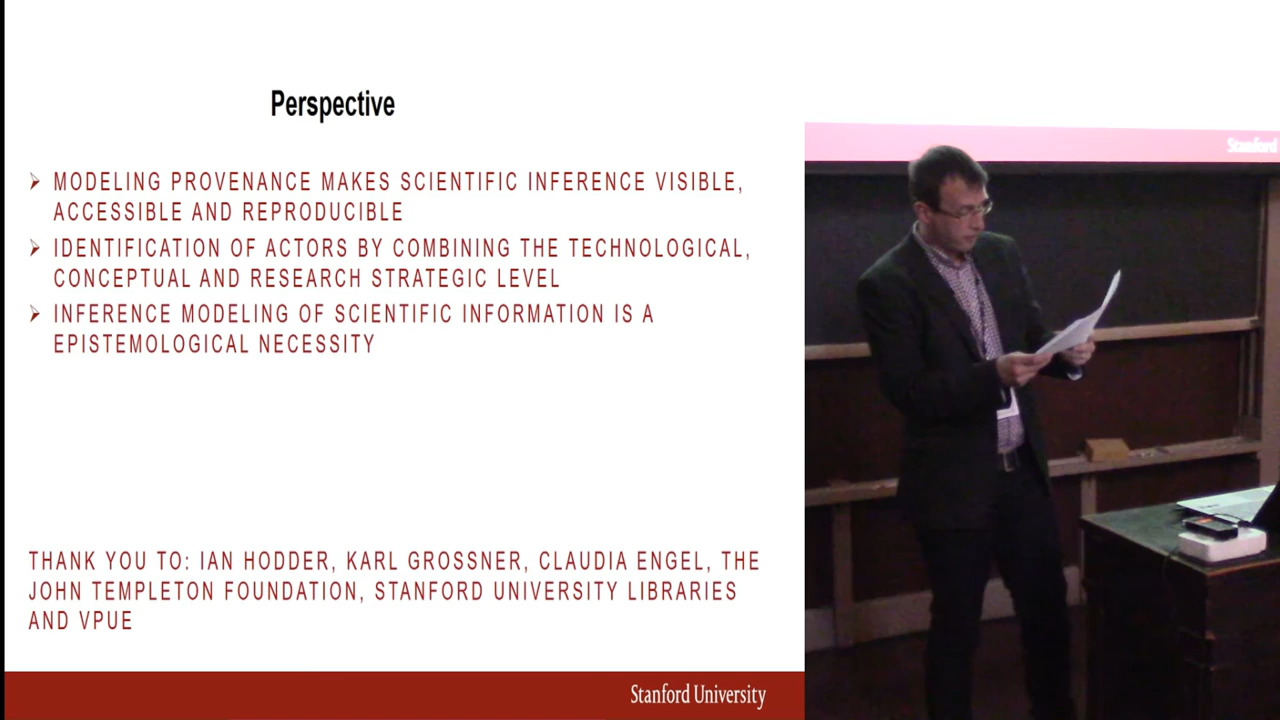 Perspective
MODELING PROVENANCE MAKES SCIENTIFIC INFERENCE VISIBLE,
ACCESSIBLE AND REPRODUCIBLE
IDENTIFICATION OF ACTORS BY COMBINING THE TECHNOLOGICAL,
CONCEPTUAL AND RESEARCH STRATEGIC LEVEL
INFERENCE MODELING OF SCIENTIFIC INFORMATION IS A
EPISTEMOLOGICAL NECESSITY
THANK YOU TO: IAN HODDER, KARL GROSSNER, CLAUDIA ENGEL, THE
JOHN TEMPLETON FOUNDATION, STANFORD UNIVERSITY LIBRARIES
AND VPUE
Stanford University
Stanford